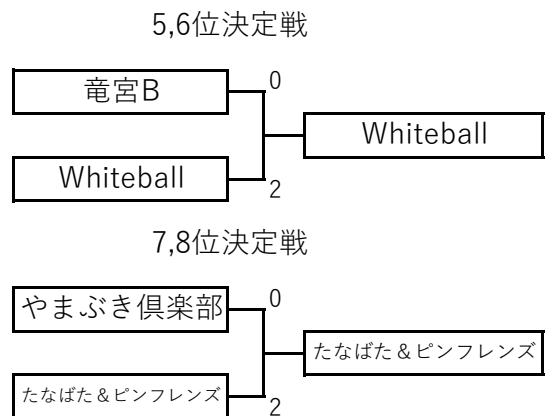 5,6位決定戦
竜宮B
0
Whiteball
Whiteball
2
7,8位決定戦
やまぶき倶楽部
0
たなばた＆ピンフレンズ
たなばた＆ピンフレンズ
2